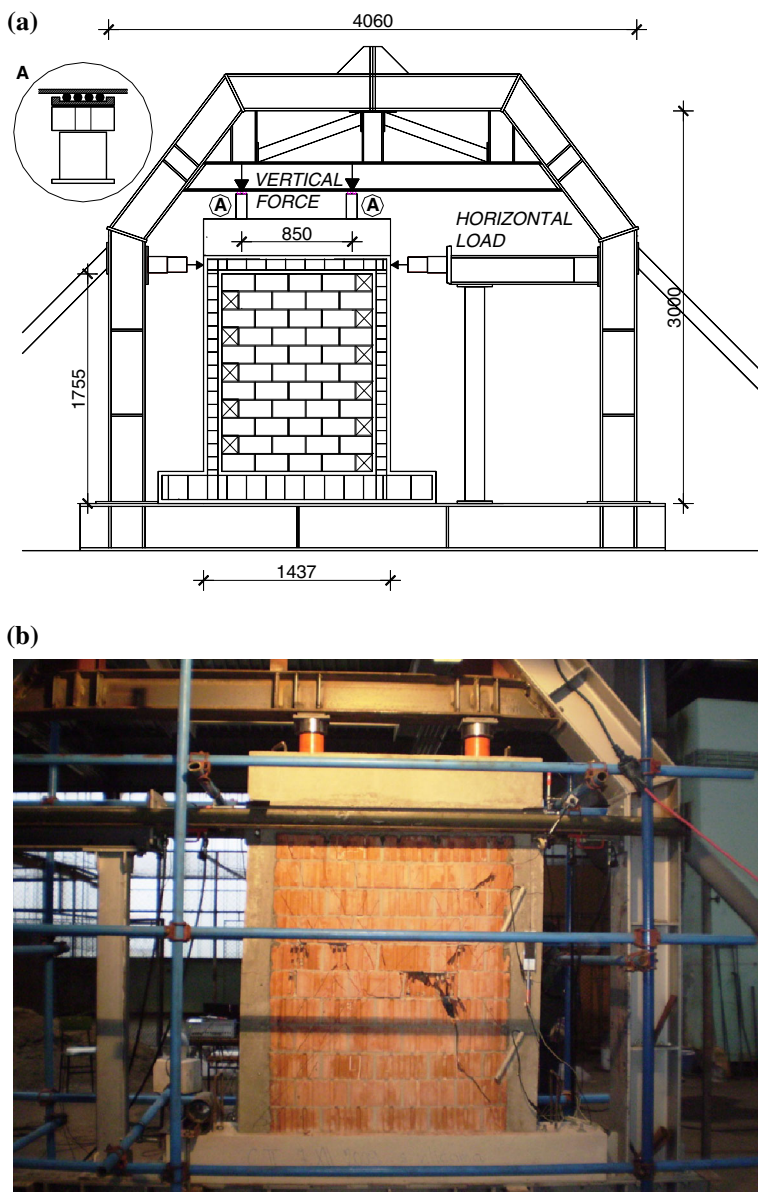 (a)
4060
A
VERTICAL
FORCE
A
A
850
HORIZONTAL
LOAD
3000
1755
1437
(b)